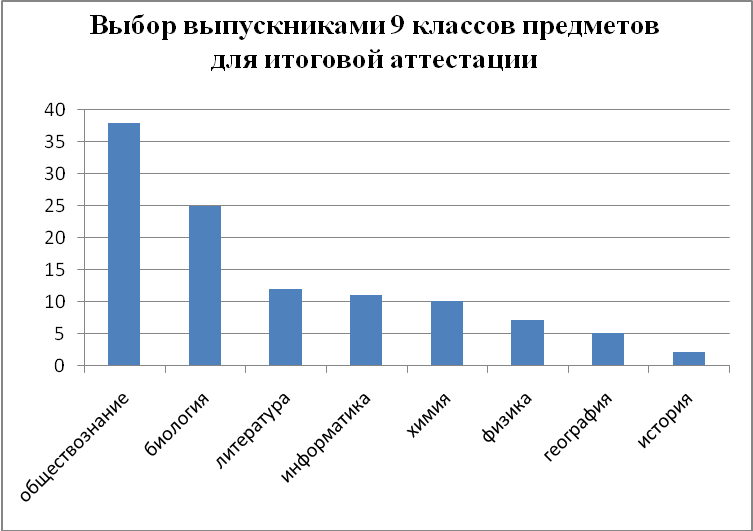 Выбор выпускниками 9 классов предметов
для итоговой аттестации
40
35
30
25
20
15
10
5
0
обществознание
биология
литература
информатика
химия
физика
география
история